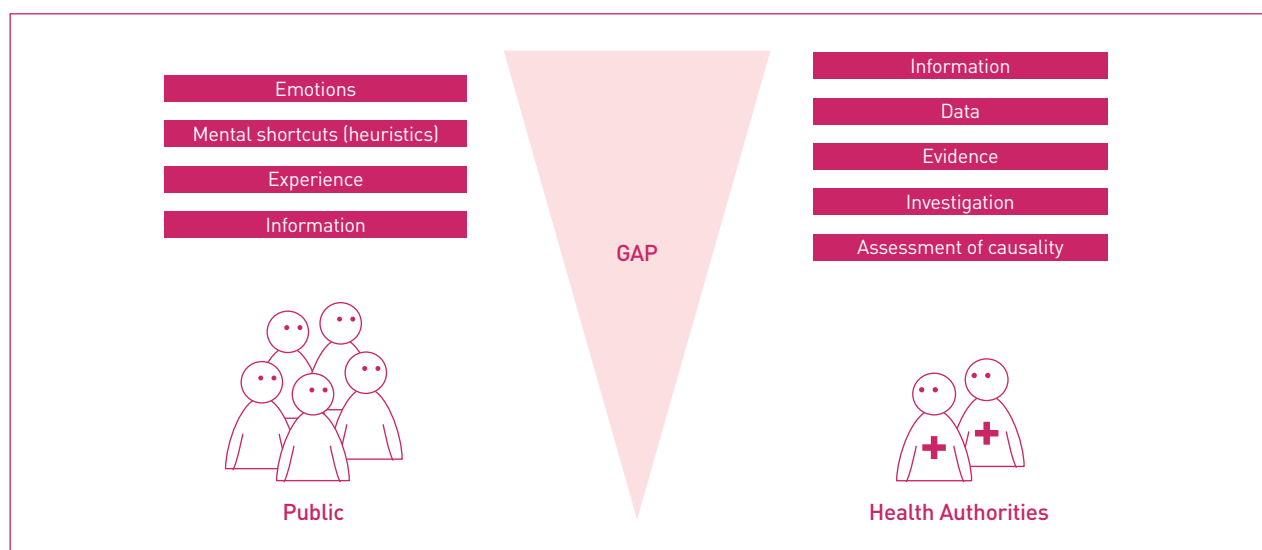 Emotions
Mental shortcuts (heuristics)
Experience
Information
Public
GAP
Information
Data
Evidence
Investigation
Assessment of causality
Health Authorities